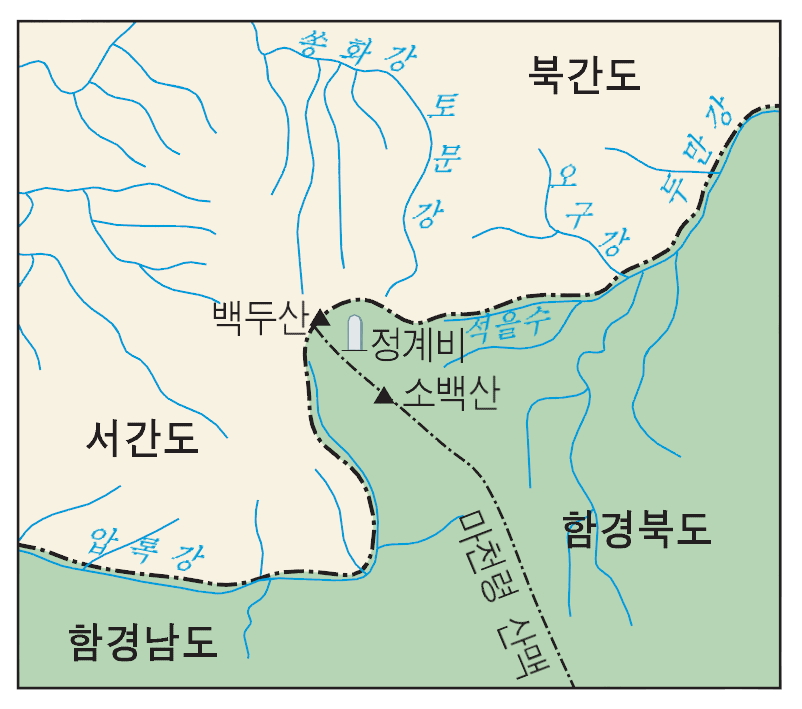 쏭화강
북간도
토문강
두만강
오구강
백두산
정계비
석을수
소백산
서간도
압록강
마천령 산맥
함경북도
함경남도